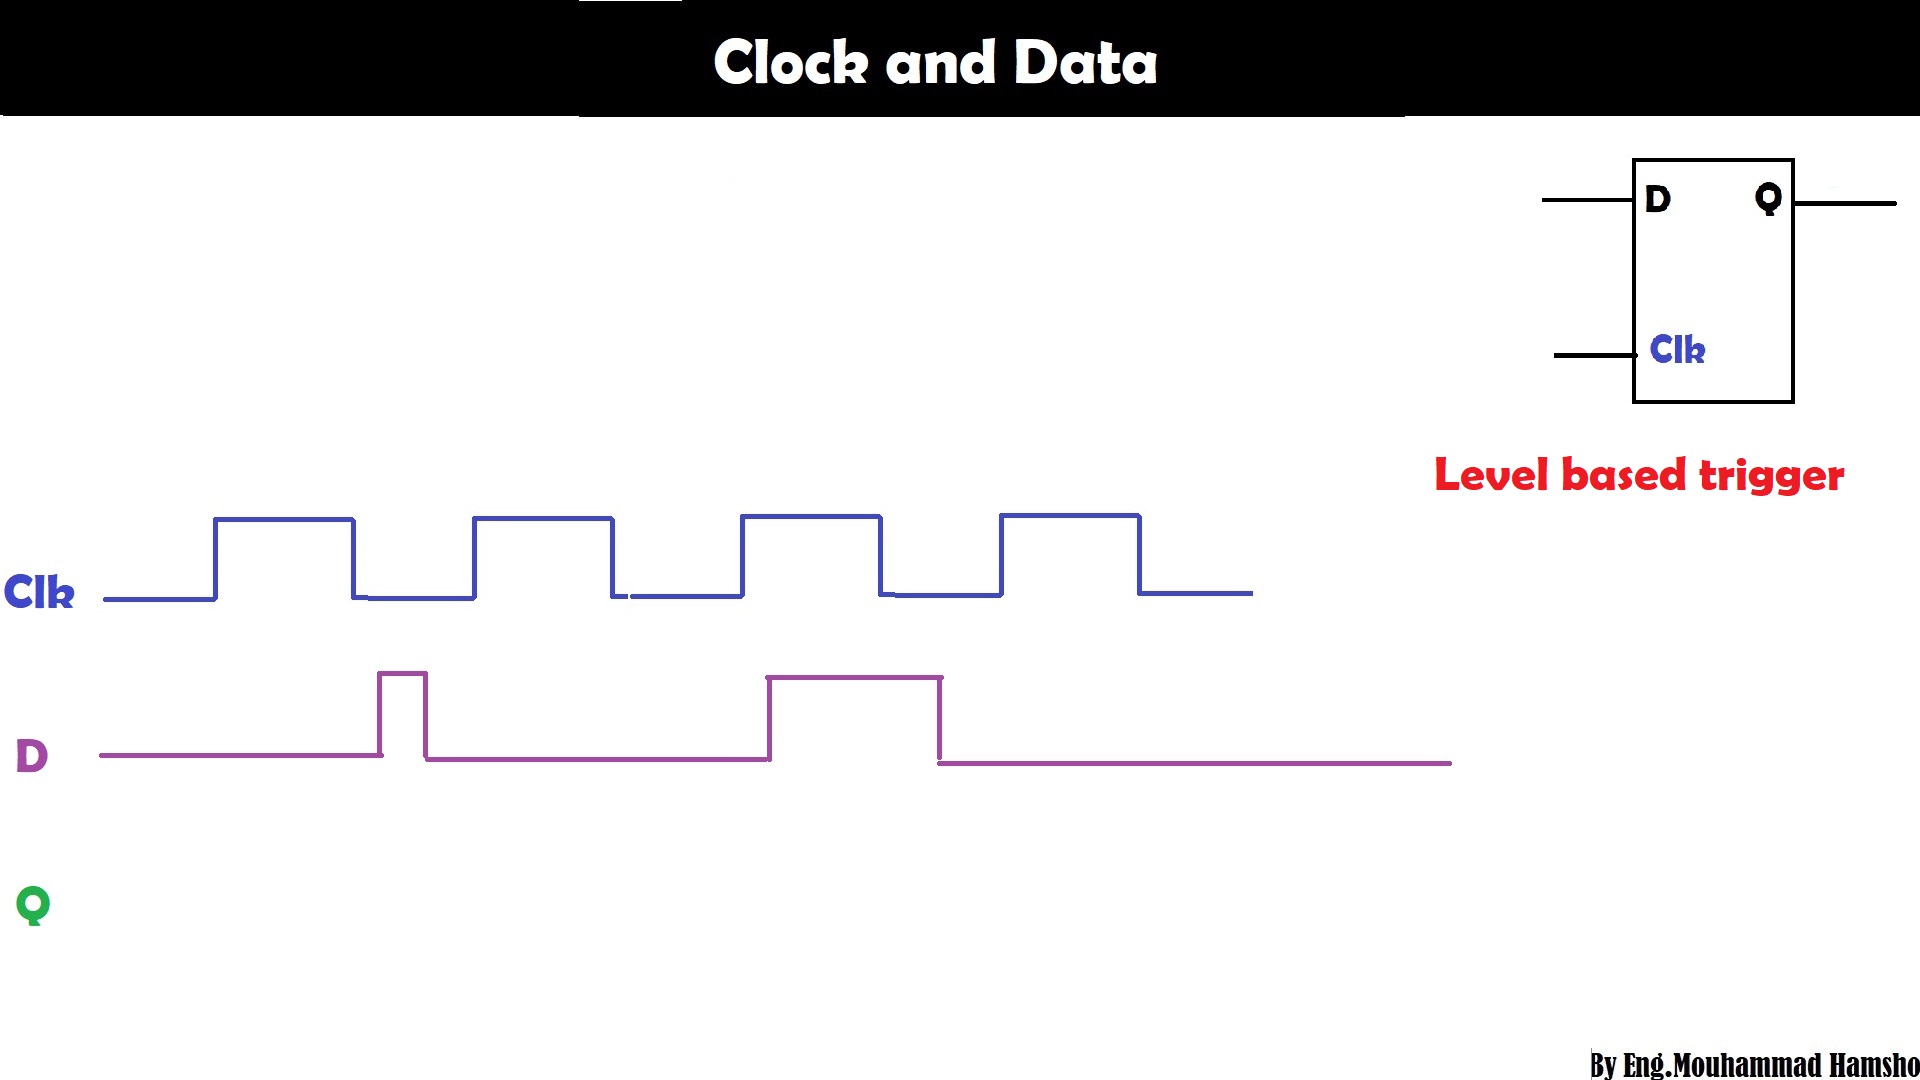 Clock and Data
D Q
Clk
Level based trigger
Clk
D
Q
By Eng.Mouhammad Hamsho